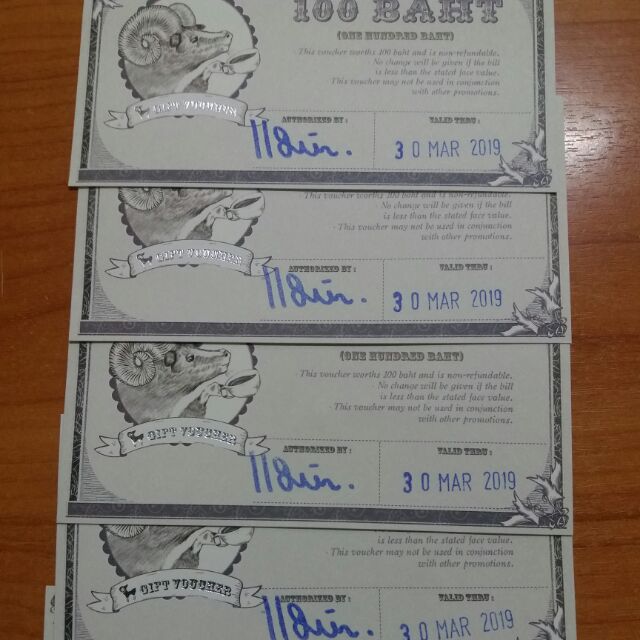 100 BAHT
(ONE HUNDRED BAHT)
This voucher worths 100 baht and is non-refundable.
No change will be given if the bill
is less than the stated face value.
This voucher may not be used in conjunction
with other promotions.
GIFT VOUCHER
AUTHORIZED BY :
VALID THRU :
30 MAR 2019
This voucher worths 100 baht and is non-refundable.
No change will be given if the bill
is less than the stated face value.
This voucher may not be used in conjunction
with other promotions.
GIFT VOUCHER
AUTHORIZED BY :
VALID THRU :
30 MAR 2019
(ONE HUNDRED BAHT)
This voucher worths 100 baht and is non-refundable.
No change will be given if the bill
is less than the stated face value.
This voucher may not be used in conjunction
with other promotions.
GIFT VOUCHER
AUTHORIZED BY :
VALID THRU :
30 MAR 2019
is less than the stated face value.
This voucher may not be used in conjunction
with other promotions.
GIFT VOUCHER
AUTHORIZED BY :
VALID THRU :
30 MAR 2019